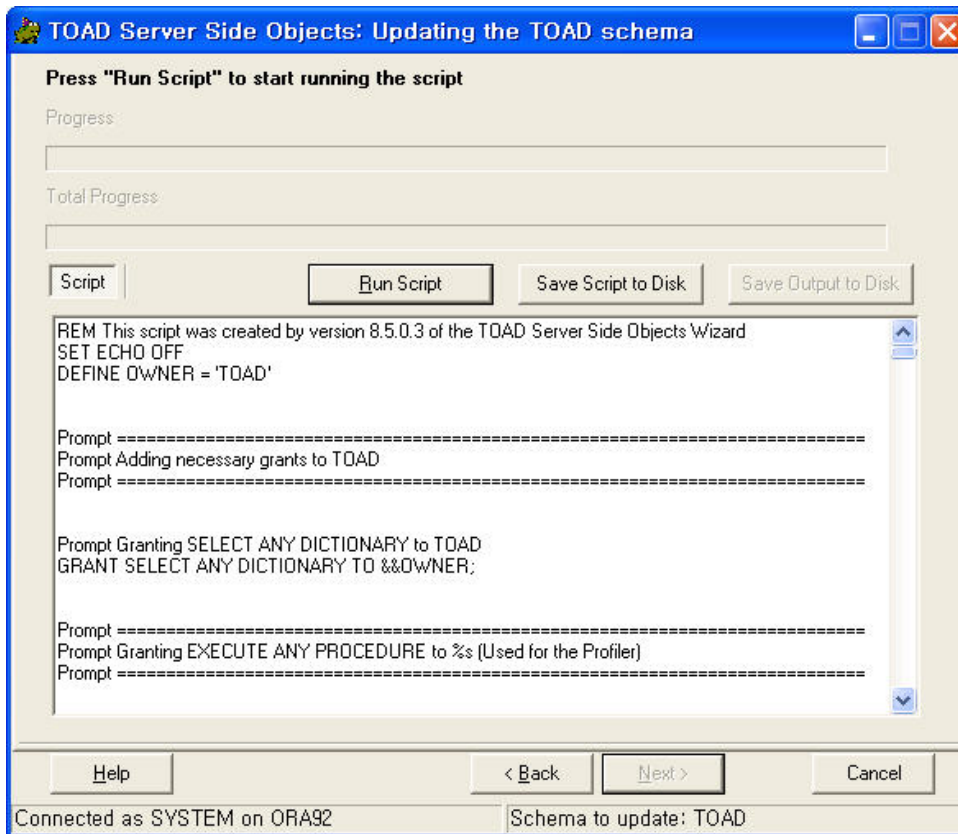 TOAD Server Side Objects: Updating the TOAD schema
Press "Run Script" to start running the script
Progress
Total Progress
Script Run Script Save Script to Disk Save Output to Disk
REM This script was created by version 8.5.0.3 of the TOAD Server Side Objects Wizard
SET ECHO OFF
DEFINE OWNER = 'TOAD'
Prompt ============================================================================
Prompt Adding necessary grants to TOAD
Prompt ============================================================================
Prompt Granting SELECT ANY DICTIONARY to TOAD
GRANT SELECT ANY DICTIONARY TO &&OWNER;
Prompt ============================================================================
Prompt Granting EXECUTE ANY PROCEDURE to %s (Used for the Profiler)
Prompt ============================================================================
Help < Back Next > Cancel
Connected as SYSTEM on ORA92 Schema to update: TOAD